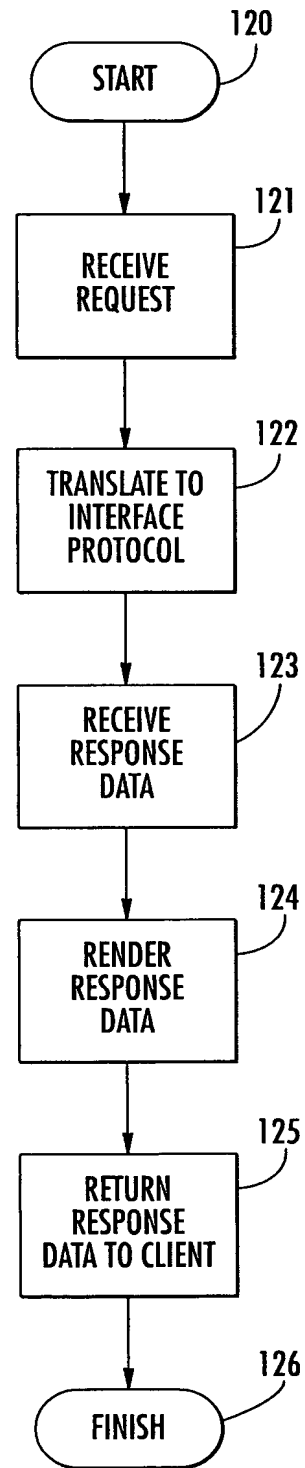 120
START
121
RECEIVE
REQUEST
122
TRANSLATE TO
INTERFACE
PROTOCOL
123
RECEIVE
RESPONSE
DATA
124
RENDER
RESPONSE
DATA
125
RETURN
RESPONSE
DATA TO CLIENT
126
FINISH